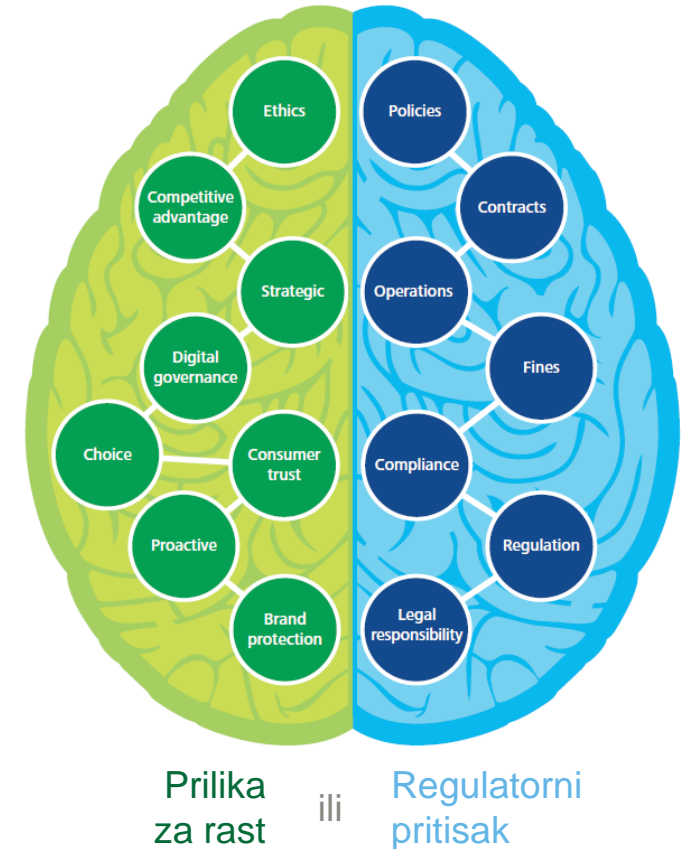 Ethics
Competitive
advantage
Strategic
Digital
governance
Choice
Consumer
trust
Proactive
Brand
protection
Policies
Contracts
Operations
Fines
Compliance
Regulation
Legal
responsibility
Prilika
za rast
ili
Regulatorni
pritisak